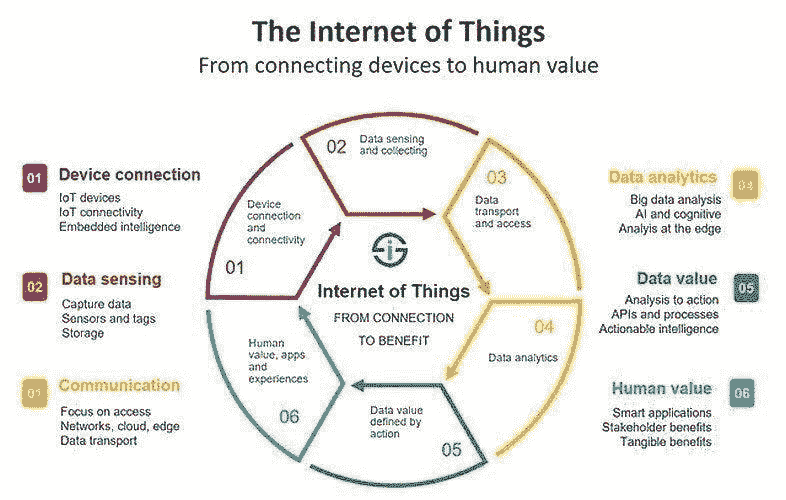 The Internet of Things
From connecting devices to human value
01
Device connection
IoT devices
IoT connectivity
Embedded intelligence
02
Data sensing
Capture data
Sensors and tags
Storage
01
Communication
Focus on access
Networks, cloud, edge
Data transport
02
Data sensing
and collecting
03
Data
transport
and access
Device
connection
and
connectivity
01
Internet of Things
FROM CONNECTION
TO BENEFIT
04
Data analytics
Human
value, apps
and
experiences
06
Data value
defined by
action
05
Data analytics
04
Big data analysis
AI and cognitive
Analyis at the edge
Data value
05
Analysis to action
APIs and processes
Actionable intelligence
Human value
06
Smart applications
Stakeholder benefits
Tangible benefits